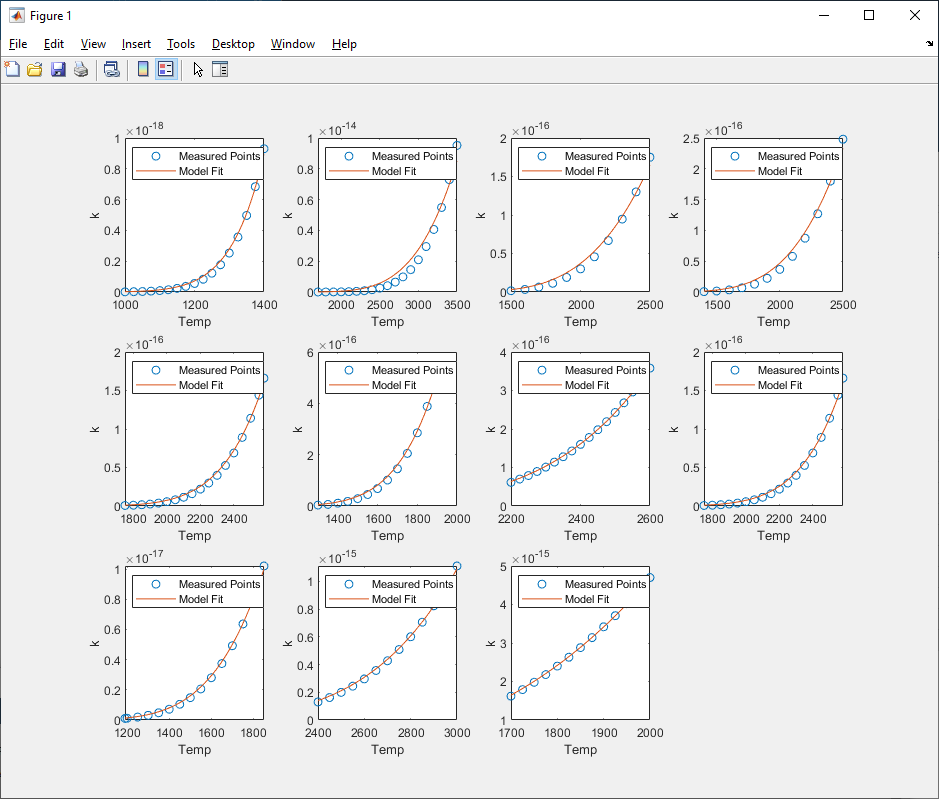 Figure 1
File Edit View Insert Tools Desktop Window Help
×10-18
1
0.8
0.6
0.4
0.2
0
k
1000 1200 1400
Temp
Measured Points
Model Fit
×10-14
1
0.8
0.6
0.4
0.2
0
k
2000 2500 3000 3500
Temp
Measured Points
Model Fit
×10-16
2
1.5
1
0.5
0
k
1500 2000 2500
Temp
Measured Points
Model Fit
×10-16
2.5
2
1.5
1
0.5
0
k
1500 2000 2500
Temp
Measured Points
Model Fit
×10-16
2
1.5
1
0.5
0
k
1800 2000 2200 2400
Temp
Measured Points
Model Fit
×10-16
6
4
2
0
k
1400 1600 1800 2000
Temp
Measured Points
Model Fit
×10-16
4
3
2
1
0
k
2200 2400 2600
Temp
Measured Points
Model Fit
×10-16
2
1.5
1
0.5
0
k
1800 2000 2200 2400
Temp
Measured Points
Model Fit
×10-17
1
0.8
0.6
0.4
0.2
0
k
1200 1400 1600 1800
Temp
Measured Points
Model Fit
×10-15
1
0.8
0.6
0.4
0.2
0
k
2400 2600 2800 3000
Temp
Measured Points
Model Fit
×10-15
5
4
3
2
1
k
1700 1800 1900 2000
Temp
Measured Points
Model Fit